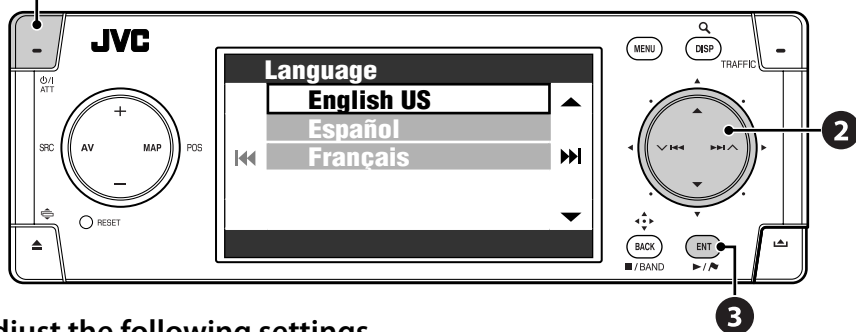 JVC
MENU
DISP
TRAFFIC
ATT
Language
English US
Español
Français
+
SRC
AV
MAP
POS
–
RESET
2
BACK
ENT
/BAND
3
djust the following settings